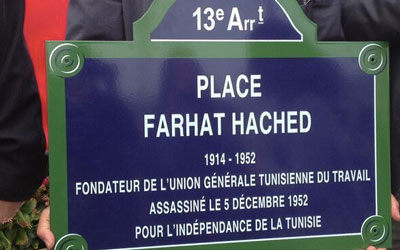 13e Arrt
PLACE
FARHAT HACHED
1914 - 1952
FONDATEUR DE L'UNION GÉNÉRALE TUNISIENNE DU TRAVAIL
ASSASSINÉ LE 5 DÉCEMBRE 1952
POUR L'INDÉPENDANCE DE LA TUNISIE